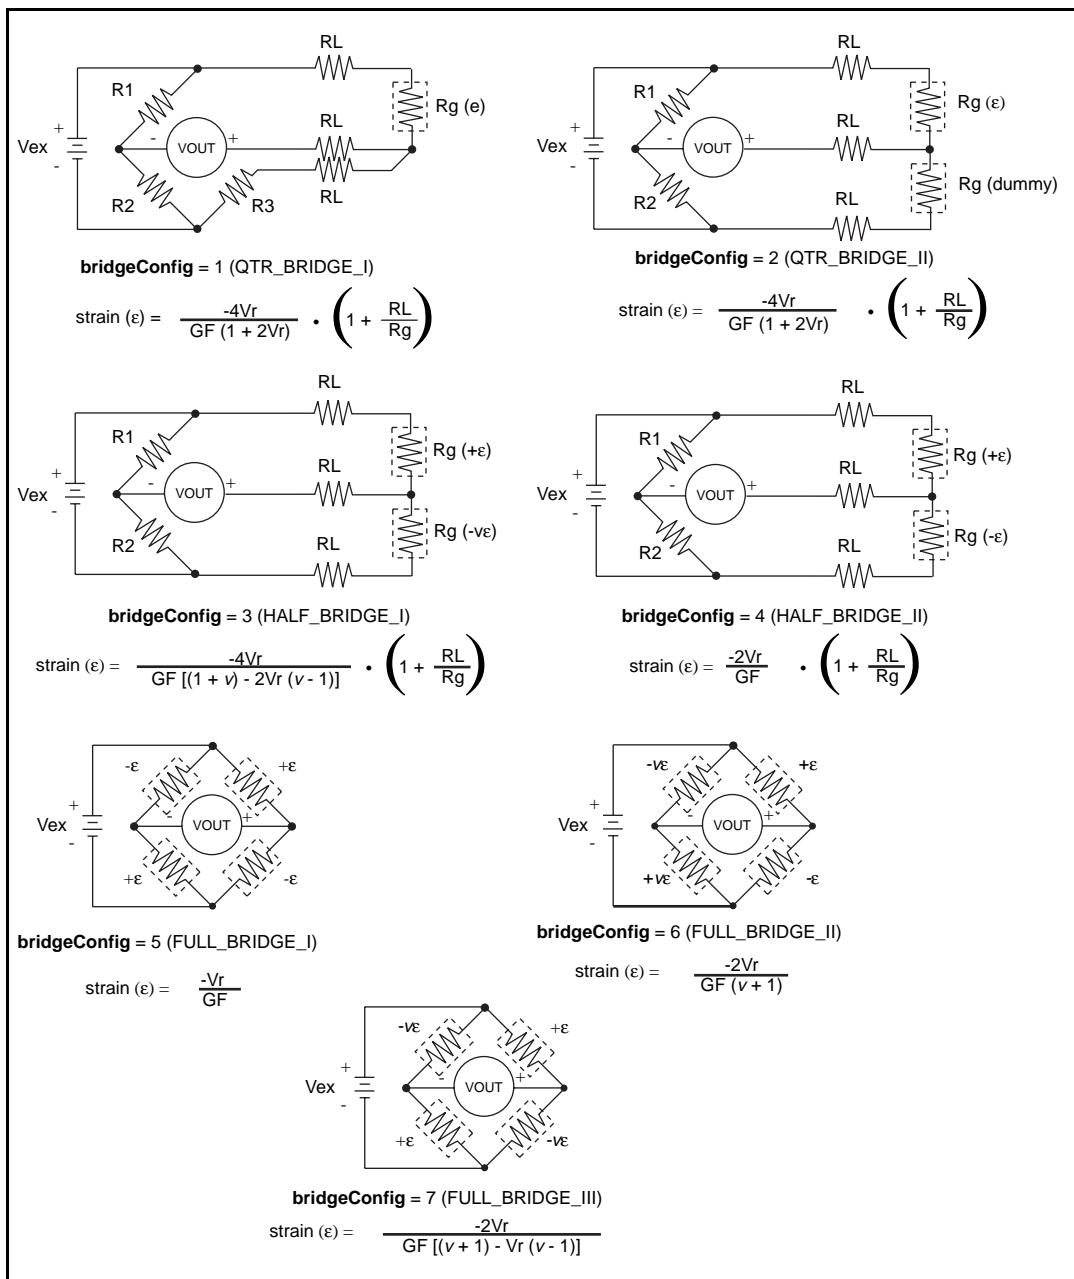 RL
R1
Rg (e)
+
Vex
-
-
VOUT
+
RL
R2
R3
RL
bridgeConfig = 1 (QTR_BRIDGE_I)
strain (ε) = -4Vr / GF (1 + 2Vr) • (1 + RL / Rg)
RL
R1
Rg (ε)
+
Vex
-
-
VOUT
+
RL
R2
Rg (dummy)
RL
bridgeConfig = 2 (QTR_BRIDGE_II)
strain (ε) = -4Vr / GF (1 + 2Vr) • (1 + RL / Rg)
RL
R1
Rg (+ε)
+
Vex
-
-
VOUT
+
RL
R2
Rg (-vε)
RL
bridgeConfig = 3 (HALF_BRIDGE_I)
strain (ε) = -4Vr / GF [(1 + v) - 2Vr (v - 1)] • (1 + RL / Rg)
RL
R1
Rg (+ε)
+
Vex
-
-
VOUT
+
RL
R2
Rg (-ε)
RL
bridgeConfig = 4 (HALF_BRIDGE_II)
strain (ε) = -2Vr / GF • (1 + RL / Rg)
-ε
+ε
+
Vex
-
-
VOUT
+
+ε
-ε
bridgeConfig = 5 (FULL_BRIDGE_I)
strain (ε) = -Vr / GF
-vε
+ε
+
Vex
-
-
VOUT
+
+vε
-ε
bridgeConfig = 6 (FULL_BRIDGE_II)
strain (ε) = -2Vr / GF (v + 1)
-vε
+ε
+
Vex
-
-
VOUT
+
+ε
-vε
bridgeConfig = 7 (FULL_BRIDGE_III)
strain (ε) = -2Vr / GF [(v + 1) - Vr (v - 1)]